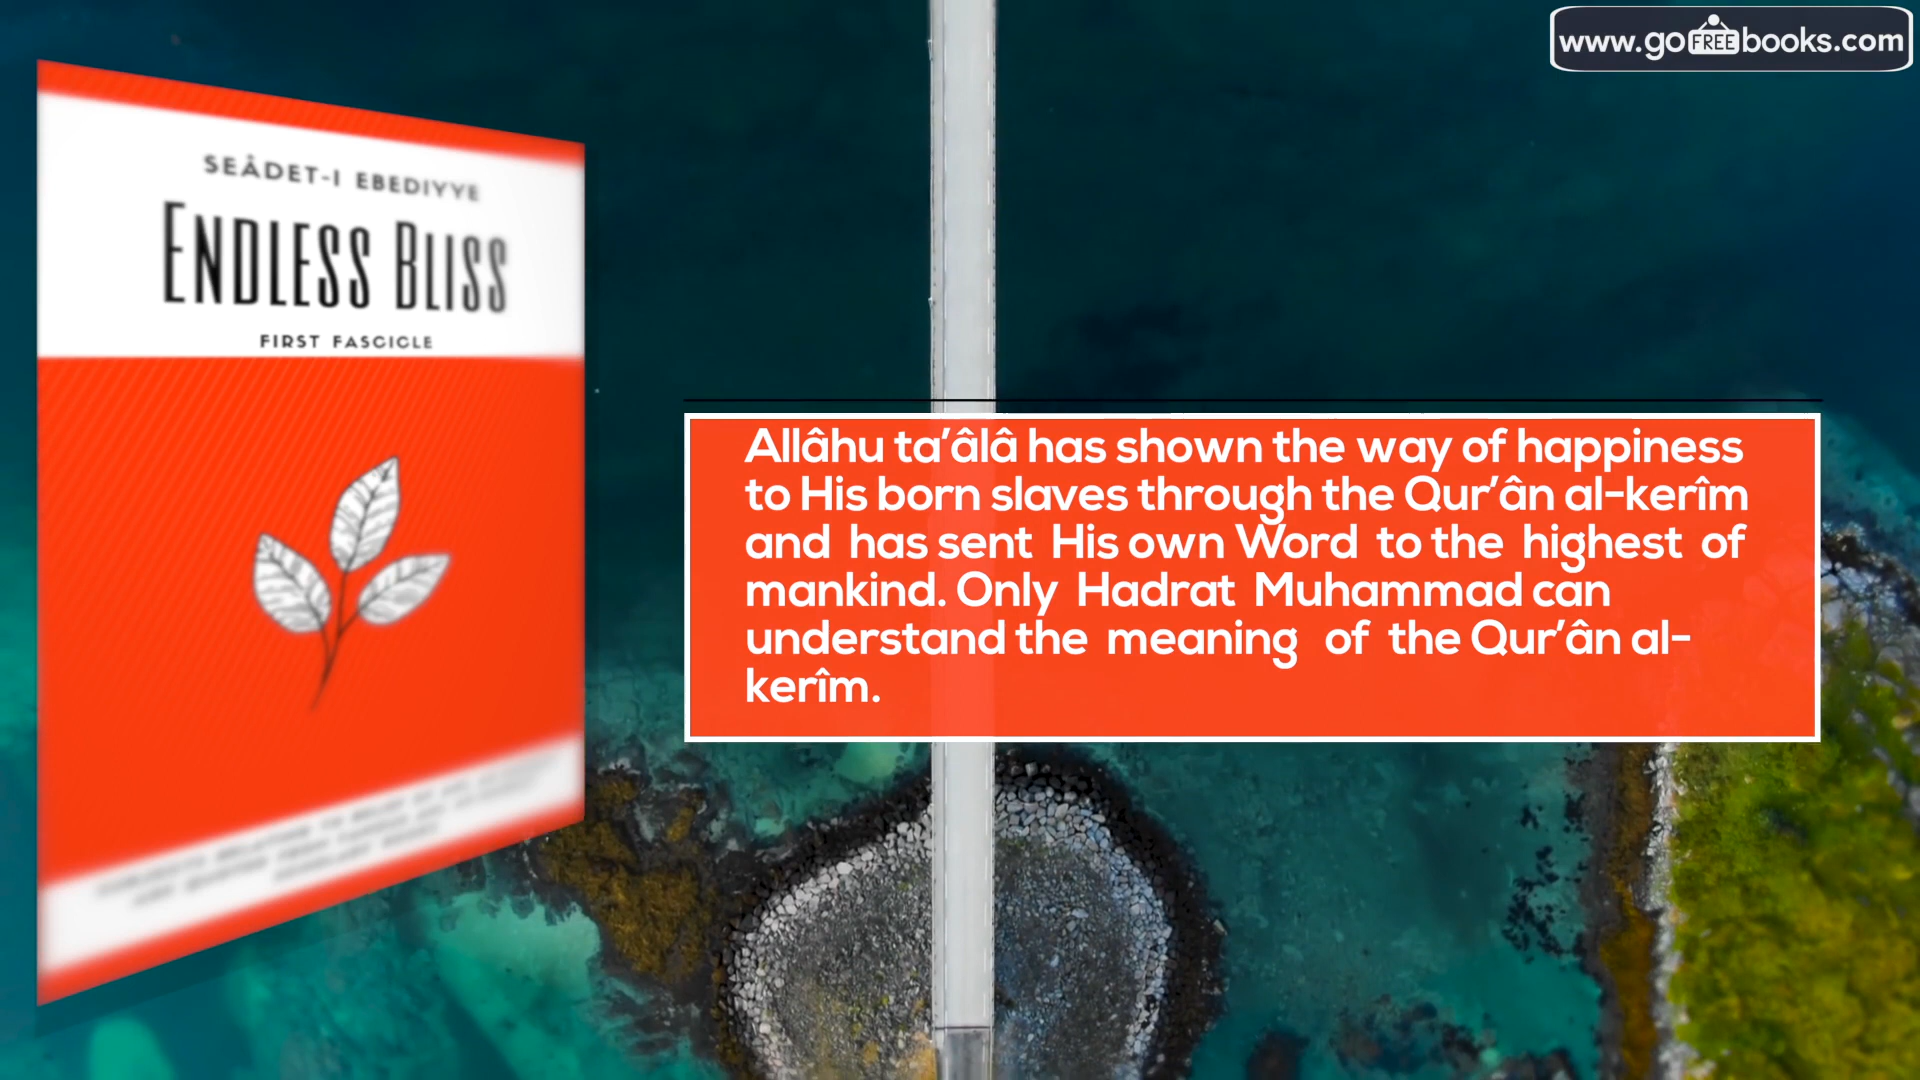 www.goFREEbooks.com
SEÂDET-I EBEDIYYE
ENDLESS BLISS
FIRST FASCICLE
Allâhu ta’âlâ has shown the way of happiness
to His born slaves through the Qur’ân al-kerîm
and has sent His own Word to the highest of
mankind. Only Hadrat Muhammad can
understand the meaning of the Qur’ân al-
kerîm.